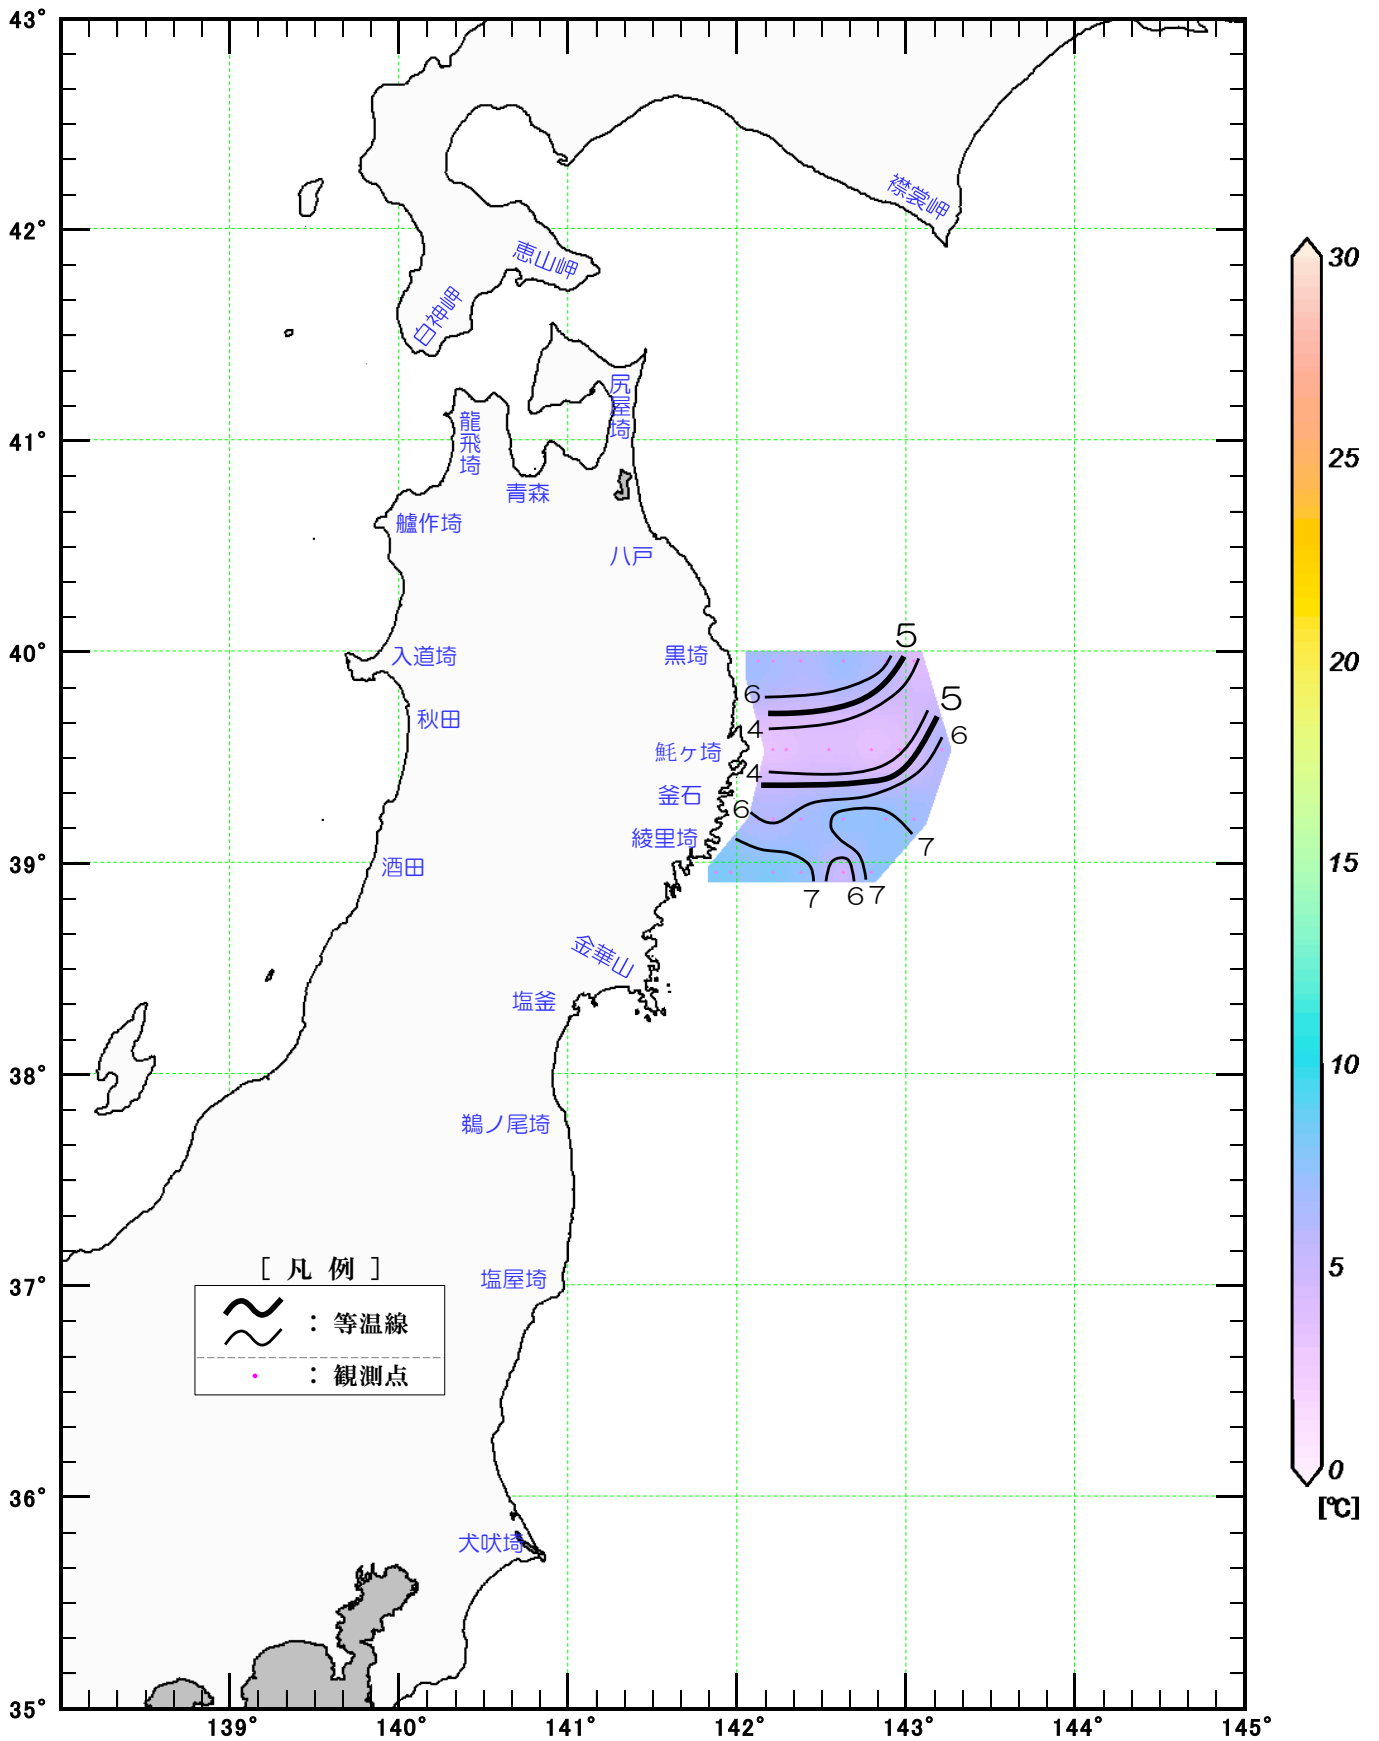 43°
42°
41°
40°
39°
38°
37°
36°
35°
139°
140°
141°
142°
143°
144°
145°
襟裳岬
恵山岬
白神岬
尻屋埼
龍飛埼
青森
艫作埼
八戸
入道埼
黒埼
秋田
魹ヶ埼
釜石
綾里埼
酒田
金華山
塩釜
鵜ノ尾埼
塩屋埼
犬吠埼
5
6
4
5
6
4
6
7
7
6
7
[ 凡 例 ]
: 等温線
: 観測点
30
25
20
15
10
5
0
[℃]